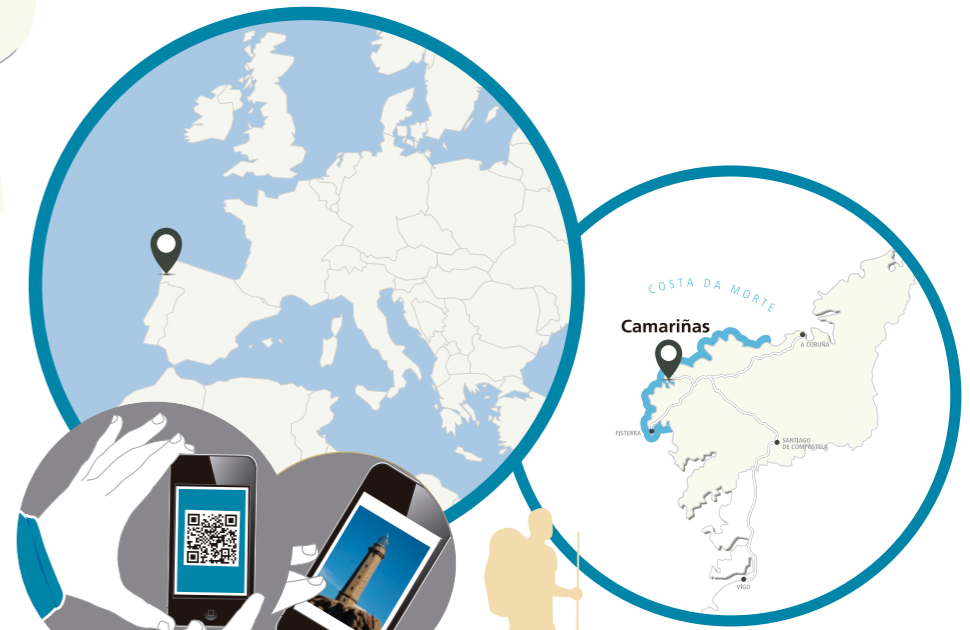 COSTA DA MORTE
Camariñas
A CORUÑA
FISTERRA
SANTIAGO
DE COMPOSTELA
VIGO